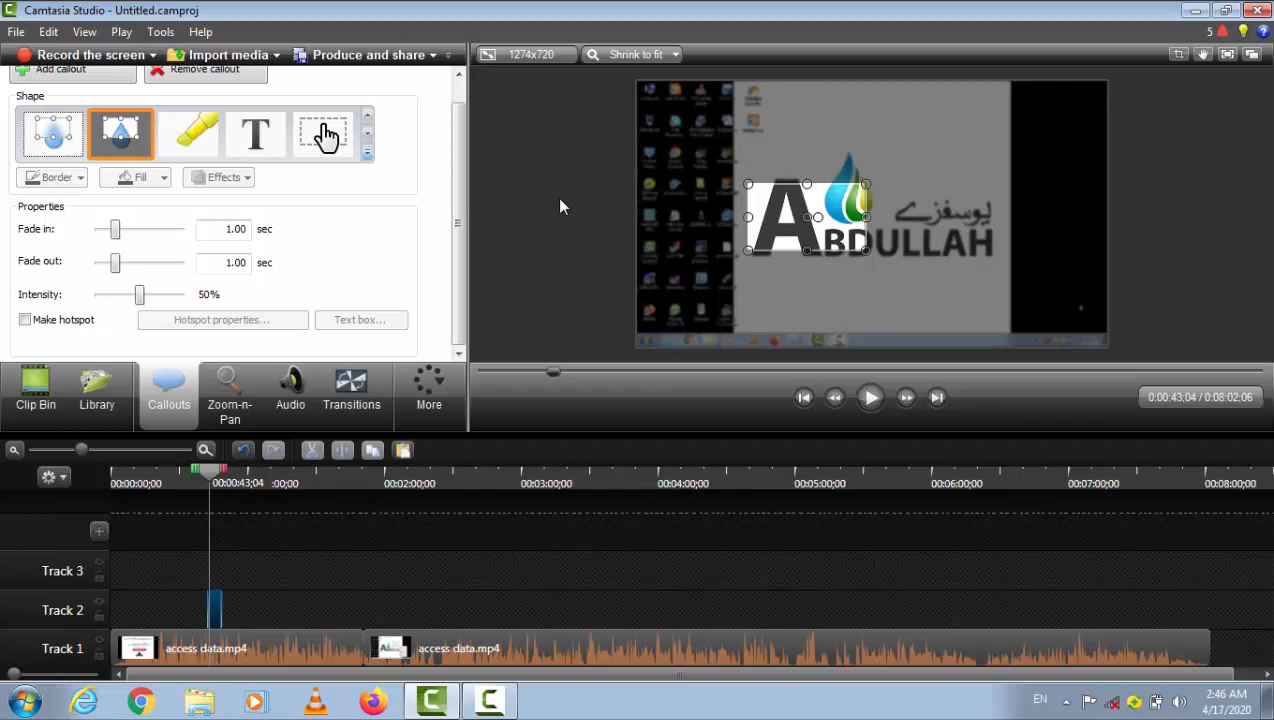 Camtasia Studio - Untitled.camproj
File Edit View Play Tools Help 5
Record the screen Import media Produce and share 1274x720 Shrink to fit
Add callout Remove callout
Shape
T
Border Fill Effects
Properties
Fade in: 1.00 sec
Fade out: 1.00 sec
Intensity: 50%
Make hotspot Hotspot properties... Text box...
يوسفزے
ABDULLAH
Clip Bin Library Callouts Zoom-n-Pan Audio Transitions More
0:00:43;04 / 0:08:02;06
0:00:00;00 0:00:43;04 :00;00 00:02:00;00 00:03:00;00 00:04:00;00 00:05:00;00 00:06:00;00 00:07:00;00 00:08:00;00
Track 3
Track 2
Track 1 access data.mp4 access data.mp4
EN 2:46 AM
4/17/2020